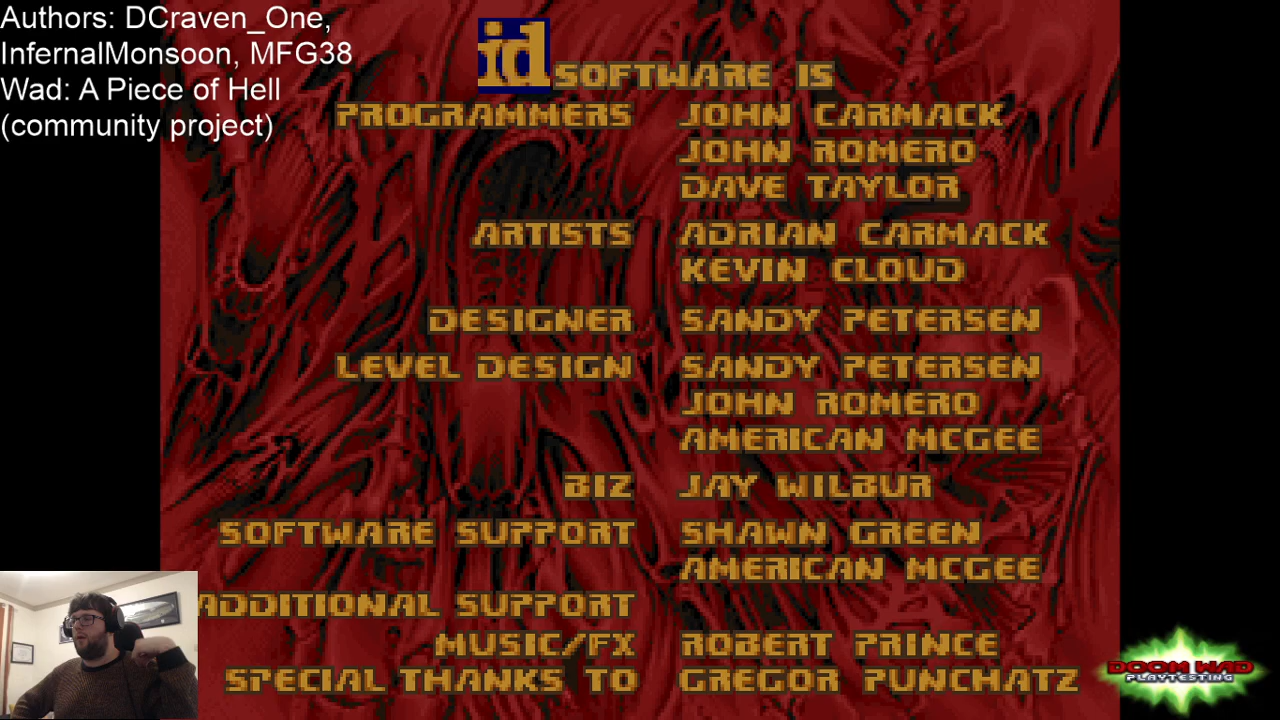 Authors: DCraven_One,
InfernalMonsoon, MFG38
Wad: A Piece of Hell
(community project)
id SOFTWARE IS
PROGRAMMERS JOHN CARMACK
JOHN ROMERO
DAVE TAYLOR
ARTISTS ADRIAN CARMACK
KEVIN CLOUD
DESIGNER SANDY PETERSEN
LEVEL DESIGN SANDY PETERSEN
JOHN ROMERO
AMERICAN MCGEE
BIZ JAY WILBUR
SOFTWARE SUPPORT SHAWN GREEN
AMERICAN MCGEE
ADDITIONAL SUPPORT
MUSIC/FX ROBERT PRINCE
SPECIAL THANKS TO GREGOR PUNCHATZ
DOOM WAD
PLAYTESTING